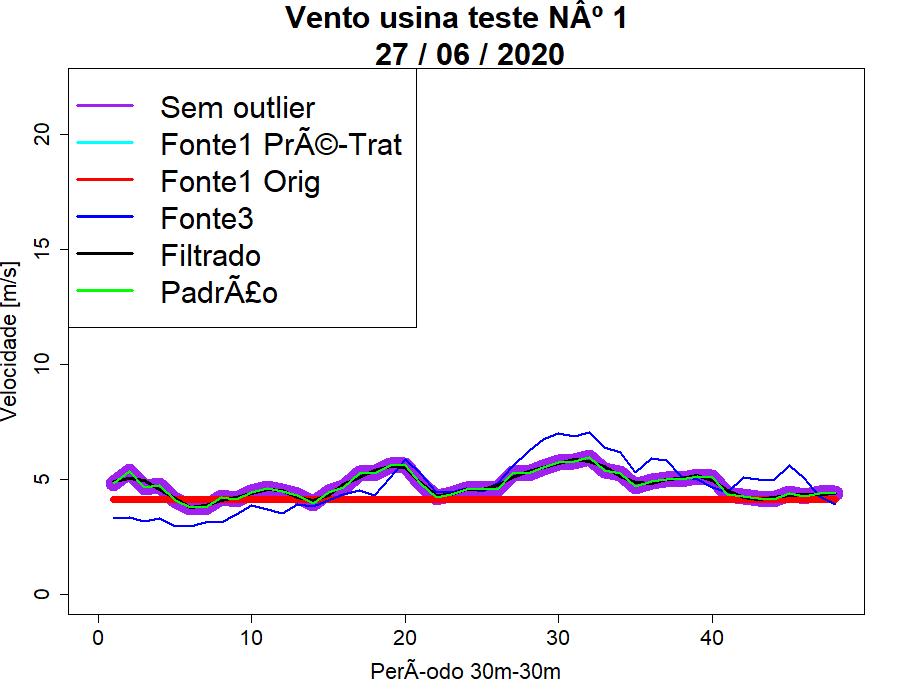 Vento usina teste NÂº 1
27 / 06 / 2020
Sem outlier
Fonte1 PrÃ©-Trat
Fonte1 Orig
Fonte3
Filtrado
PadrÃ£o
Velocidade [m/s]
20
15
10
5
0
0 10 20 30 40
PerÃ-odo 30m-30m